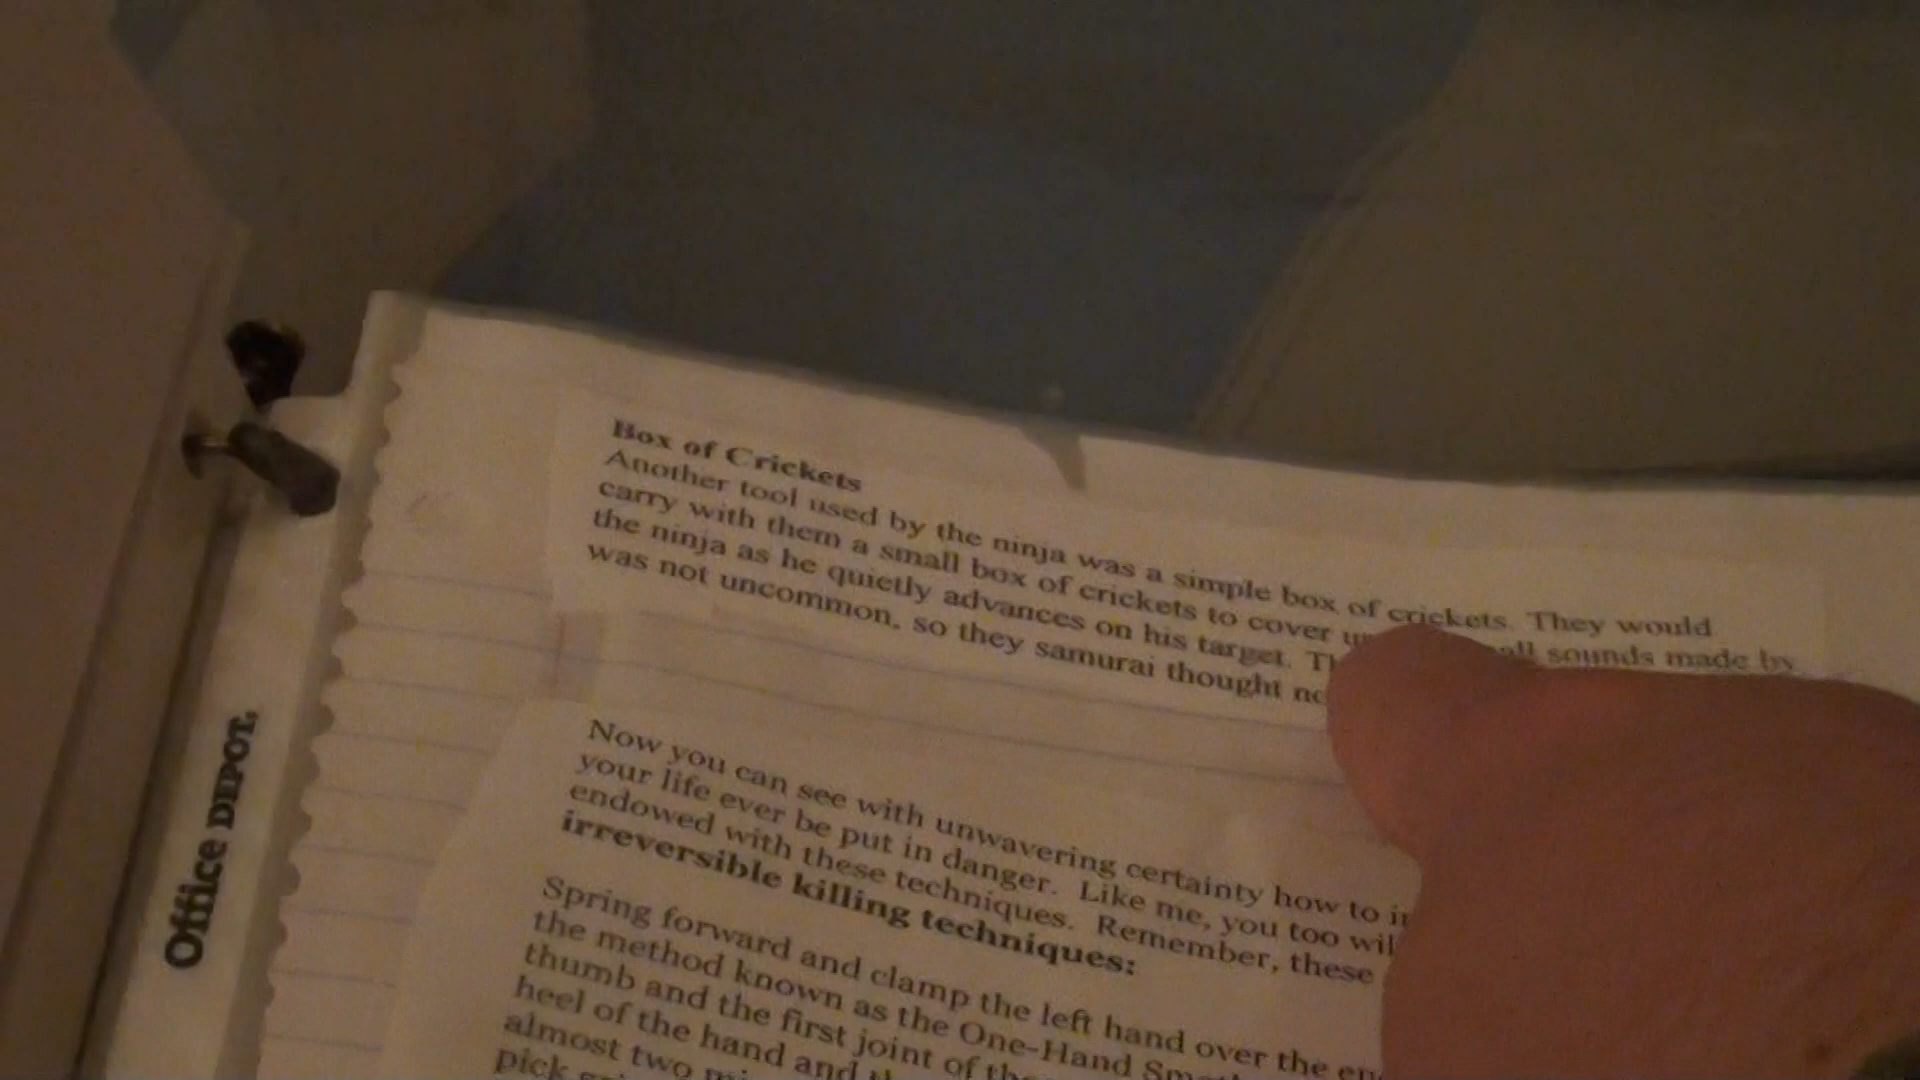 Box of Crickets
Another tool used by the ninja was a simple box of crickets. They would
carry with them a small box of crickets to cover sounds made by
the ninja as he quietly advances on his target.
was not uncommon, so they samurai thought
Now you can see with unwavering certainty how to
your life ever be put in danger. Like me, you too
endowed with these techniques. Remember, these
irreversible killing techniques:
Spring forward and clamp the left hand over the
the method known as the One-Hand
thumb and the first joint of
heel of the hand and
almost two
pick
Office DEPOT.